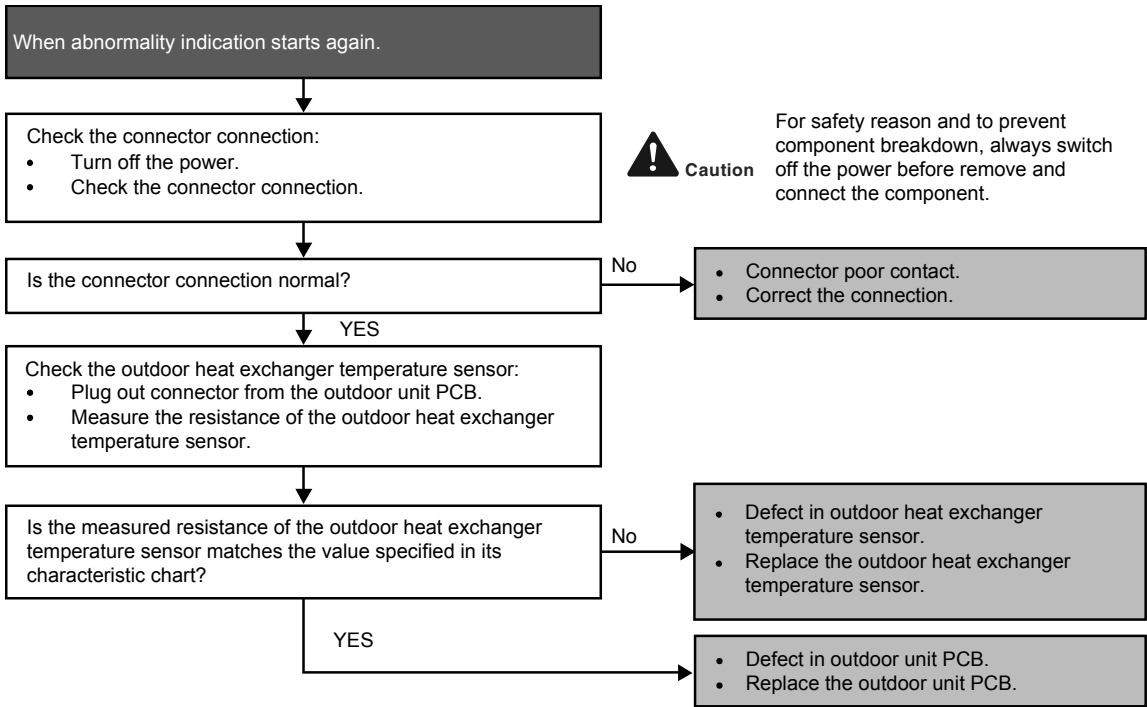 When abnormality indication starts again.
Check the connector connection:
• Turn off the power.
• Check the connector connection.
Caution
For safety reason and to prevent
component breakdown, always switch
off the power before remove and
connect the component.
Is the connector connection normal?
No
• Connector poor contact.
• Correct the connection.
YES
Check the outdoor heat exchanger temperature sensor:
• Plug out connector from the outdoor unit PCB.
• Measure the resistance of the outdoor heat exchanger
temperature sensor.
Is the measured resistance of the outdoor heat exchanger
temperature sensor matches the value specified in its
characteristic chart?
No
• Defect in outdoor heat exchanger
temperature sensor.
• Replace the outdoor heat exchanger
temperature sensor.
YES
• Defect in outdoor unit PCB.
• Replace the outdoor unit PCB.